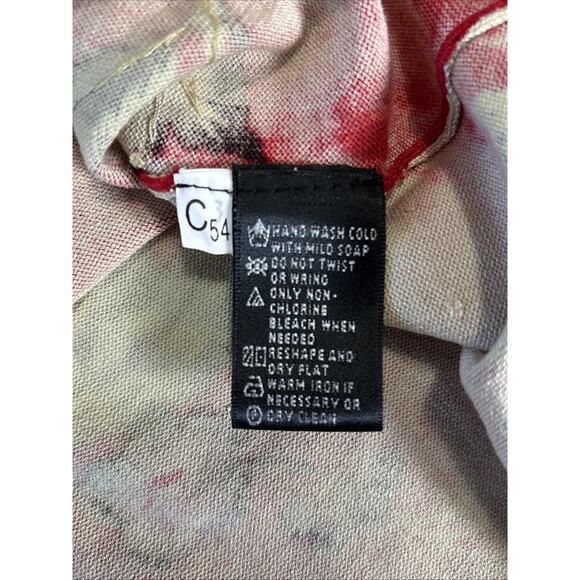 C54
HAND WASH COLD
WITH MILD SOAP
DO NOT TWIST
OR WRING
ONLY NON-
CHLORINE
BLEACH WHEN
NEEDED
RESHAPE AND
DRY FLAT
WARM IRON IF
NECESSARY OR
DRY CLEAN